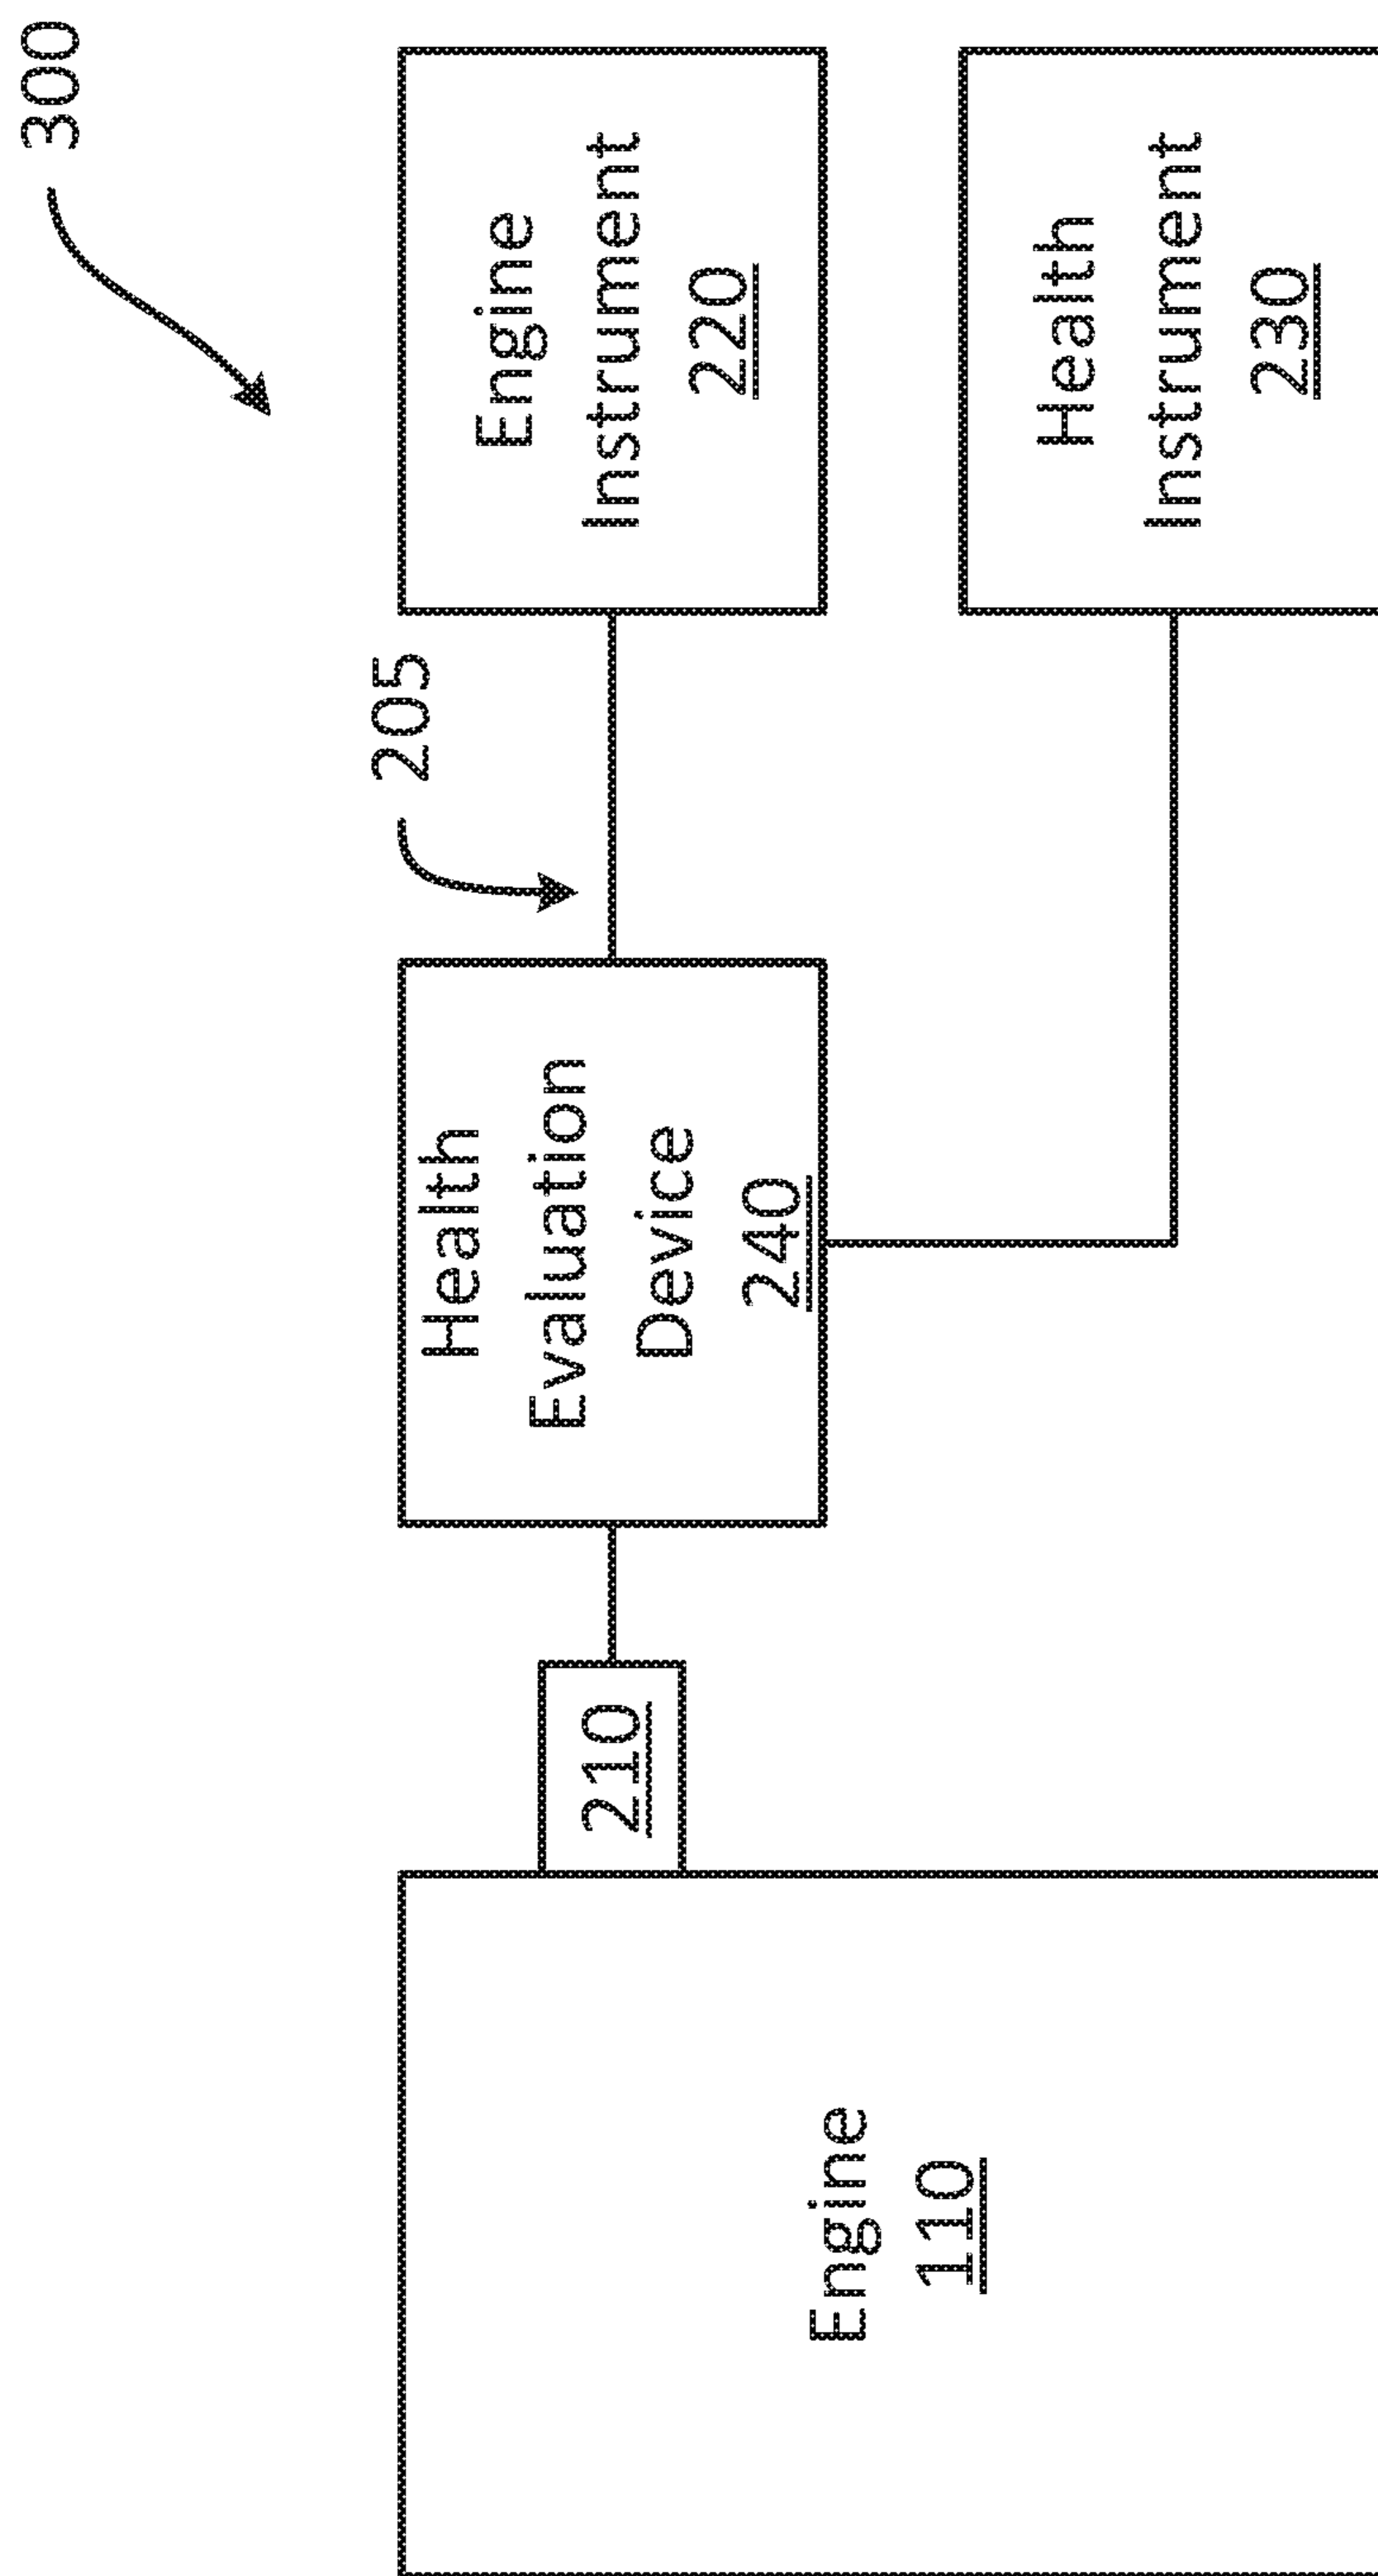 300
Engine
Instrument
220
Health
Instrument
230
205
Health
Evaluation
Device
240
210
Engine
110